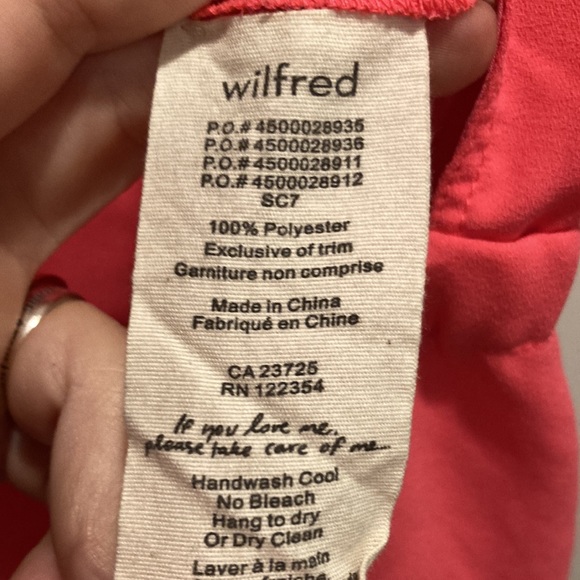 wilfred
P.O.# 4500028935
P.O.# 4500028936
P.O.# 4500028911
P.O.# 4500028912
SC7
100% Polyester
Exclusive of trim
Garniture non comprise
Made in China
Fabriqué en Chine
CA 23725
RN 122354
If you love me,
please take care of me...
Handwash Cool
No Bleach
Hang to dry
Or Dry Clean
Laver à la main